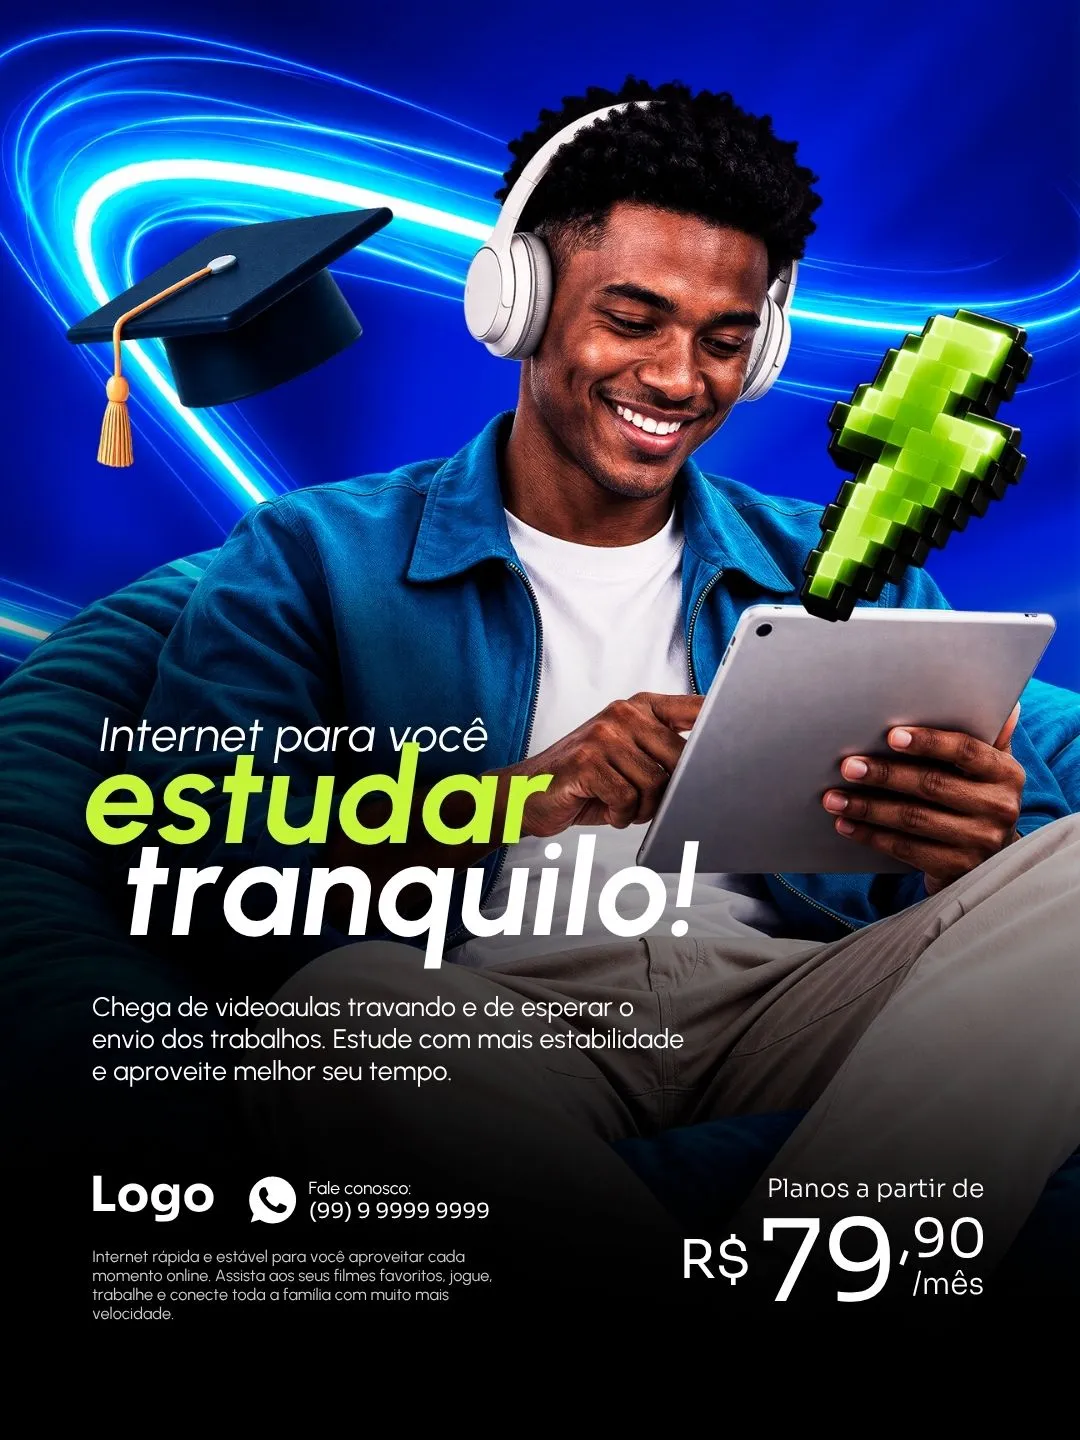 Internet para você
estudar
tranquilo!
Chega de videoaulas travando e de esperar o
envio dos trabalhos. Estude com mais estabilidade
e aproveite melhor seu tempo.
Logo
Fale conosco:
(99) 9 9999 9999
Internet rápida e estável para você aproveitar cada
momento online. Assista aos seus filmes favoritos, jogue,
trabalhe e conecte toda a família com muito mais
velocidade.
Planos a partir de
R$79,90
/mês